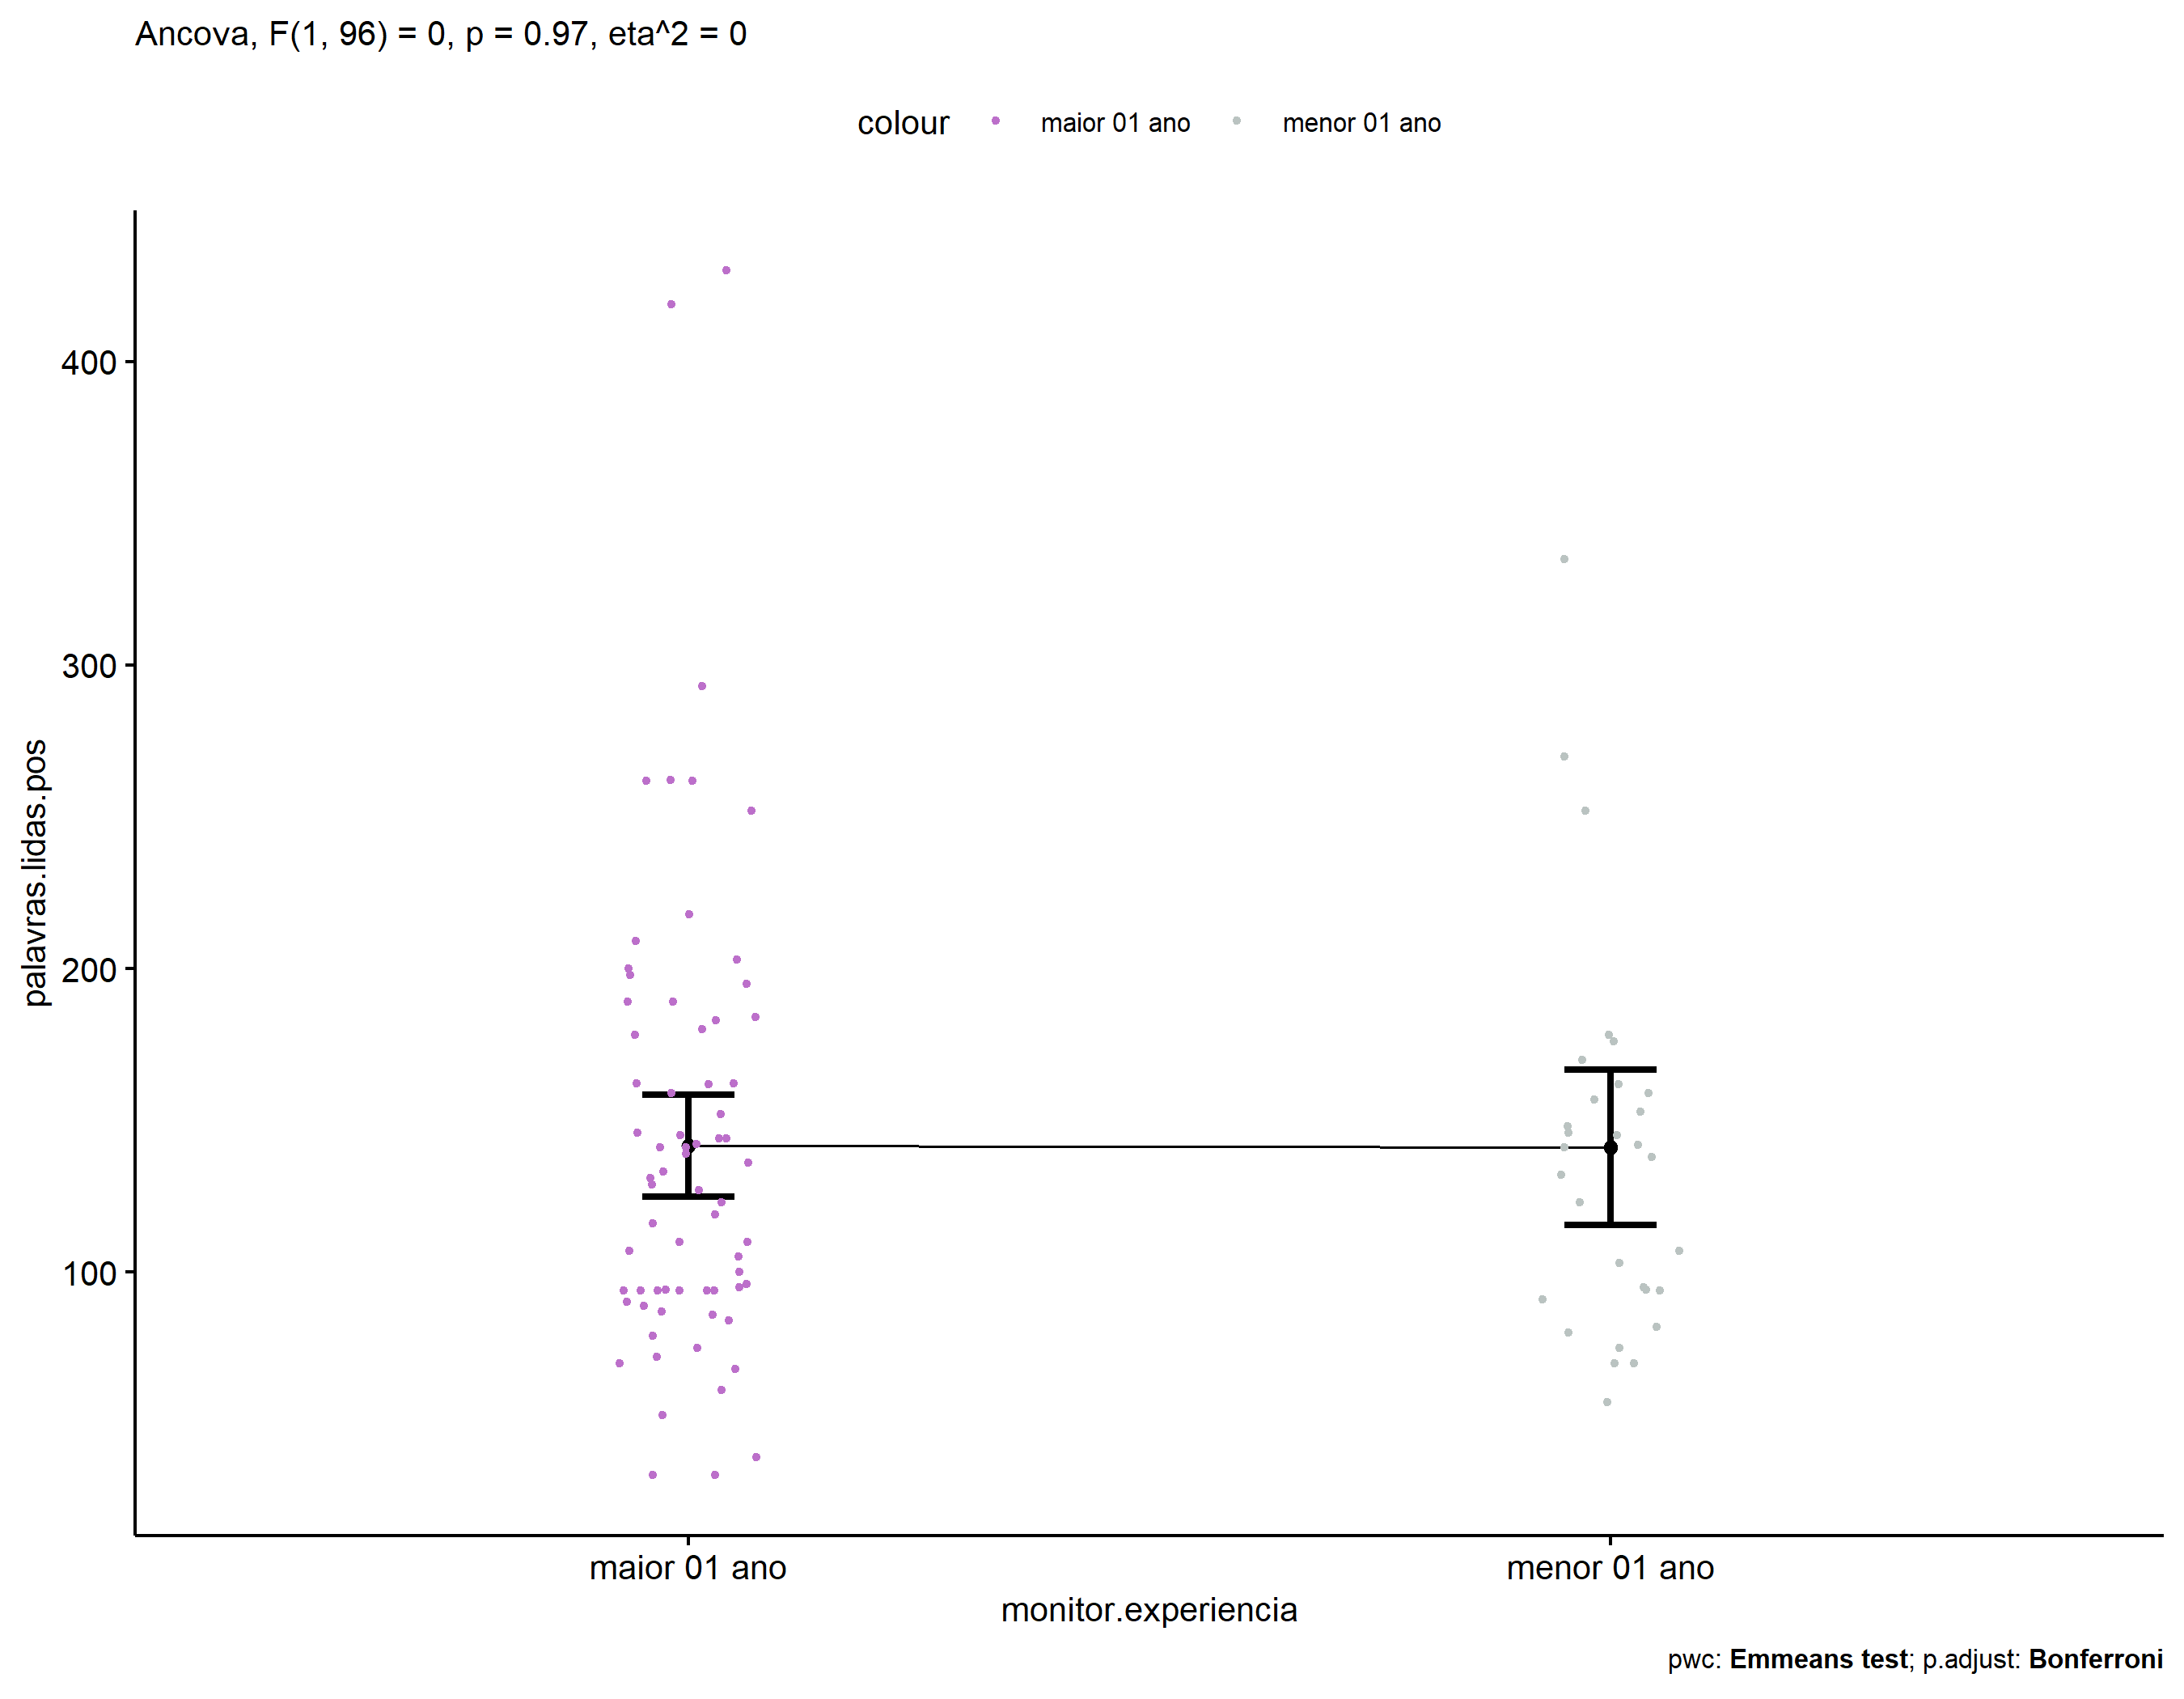 Ancova, F(1, 96) = 0, p = 0.97, eta^2 = 0
colour maior 01 ano menor 01 ano
palavras.lidas.pos
400
300
200
100
maior 01 ano menor 01 ano
monitor.experiencia
pwc: Emmeans test; p.adjust: Bonferroni